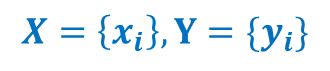 X = {xᵢ}, Y = {yᵢ}